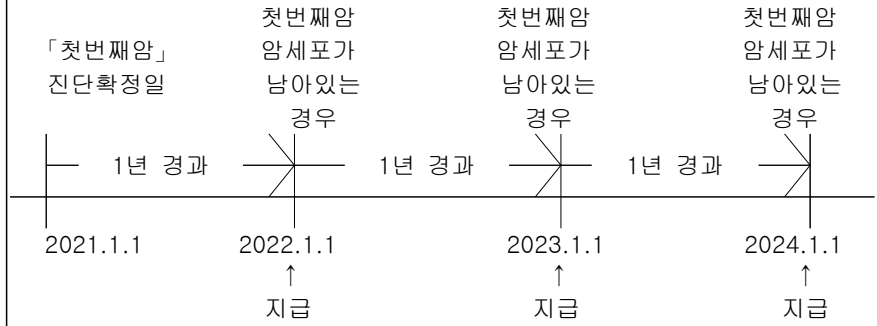 첫번째암 첫번째암 첫번째암
「첫번째암」 암세포가 암세포가 암세포가
진단확정일 남아있는 남아있는 남아있는
경우 경우 경우
1년 경과 1년 경과 1년 경과
2021.1.1 2022.1.1 2023.1.1 2024.1.1
↑ ↑ ↑
지급 지급 지급